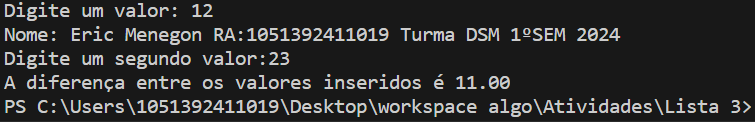 Digite um valor: 12
Nome: Eric Menegon RA:1051392411019 Turma DSM 1ºSEM 2024
Digite um segundo valor:23
A diferença entre os valores inseridos é 11.00
PS C:\Users\1051392411019\Desktop\workspace algo\Atividades\Lista 3>